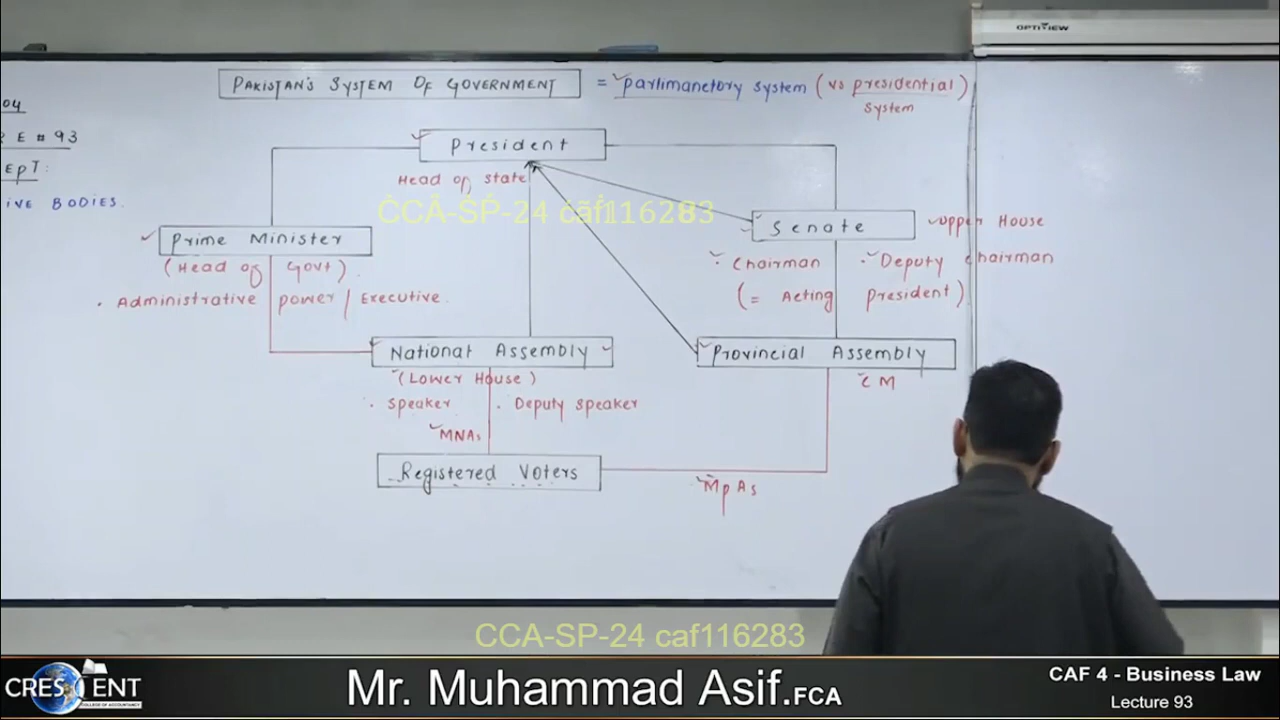 OPTIVIEW
PAKISTAN'S SYSTEM OF GOVERNMENT = parlimanetory system (vs presidential)
system
04
E # 93
EPT:
IVE BODIES.
President
Head of state
CCA-SP-24 caf116283
Prime Minister
(Head of Govt)
· Administrative power / Executive.
Senate
Upper House
· Chairman · Deputy Chairman
(= Acting president)
National Assembly
(Lower House)
· Speaker · Deputy speaker
MNAs
Provincial Assembly
CM
Registered Voters
MPAs
CCA-SP-24 caf116283
CRESCENT
COLLEGE OF ACCOUNTANCY
Mr. Muhammad Asif.FCA
CAF 4 - Business Law
Lecture 93